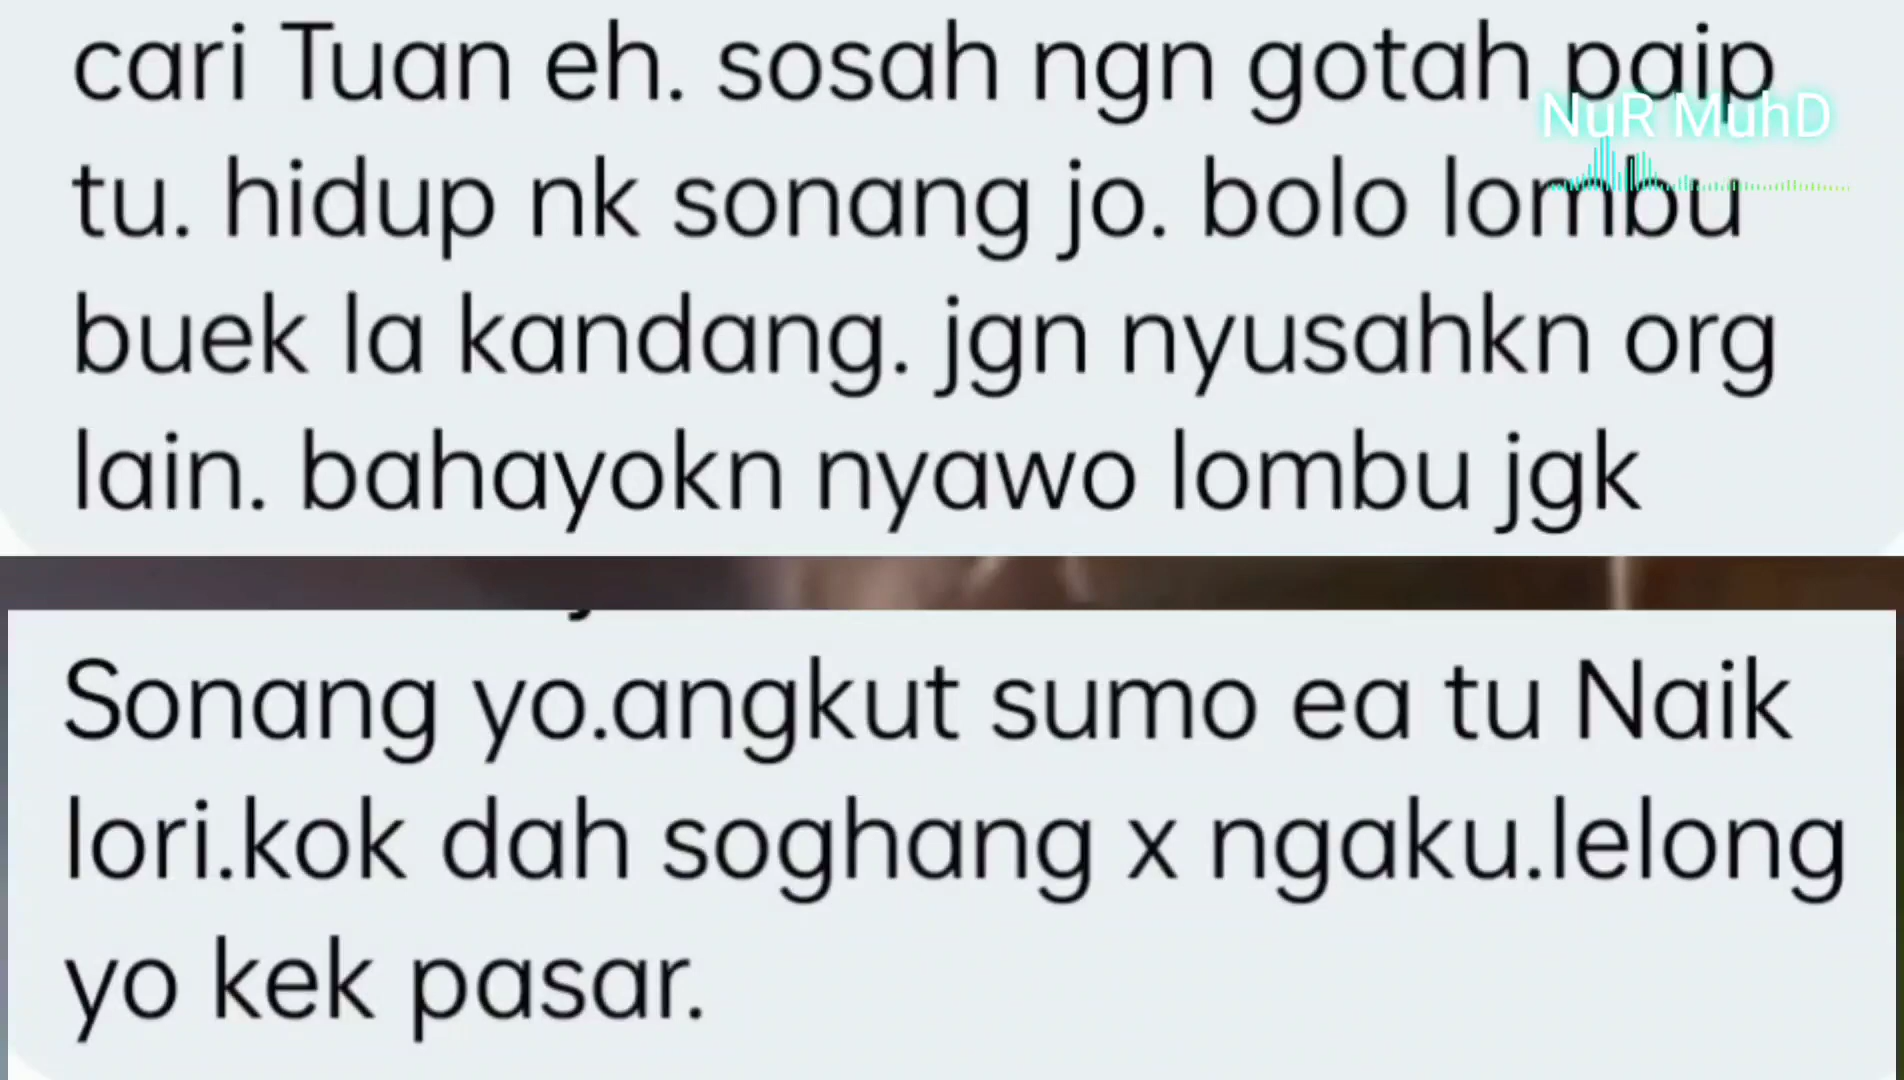 cari Tuan eh. sosah ngn gotah paip
NuR MuhD
tu. hidup nk sonang jo. bolo lombu
buek la kandang. jgn nyusahkn org
lain. bahayokn nyawo lombu jgk
Sonang yo.angkut sumo ea tu Naik
lori.kok dah soghang x ngaku.lelong
yo kek pasar.